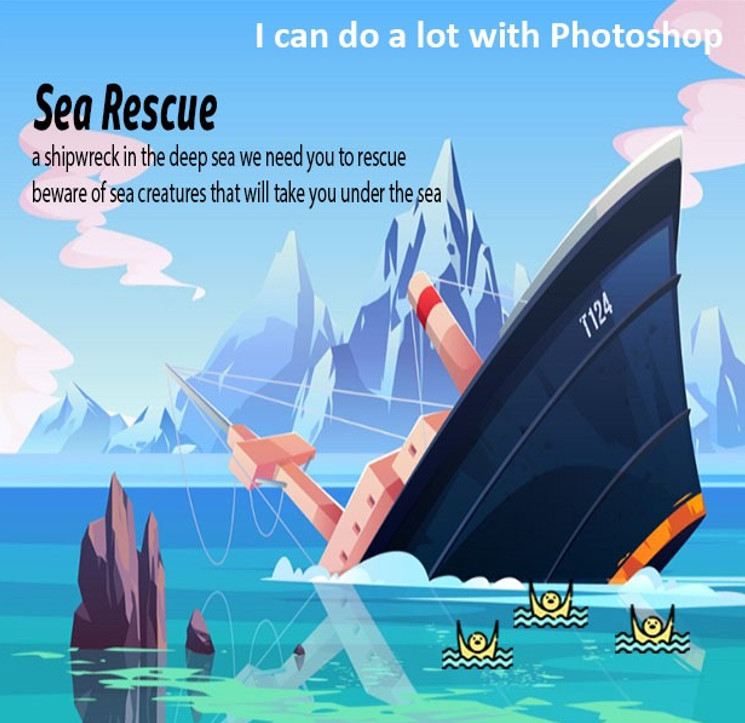 I can do a lot with Photoshop
Sea Rescue
a shipwreck in the deep sea we need you to rescue
beware of sea creatures that will take you under the sea
T124